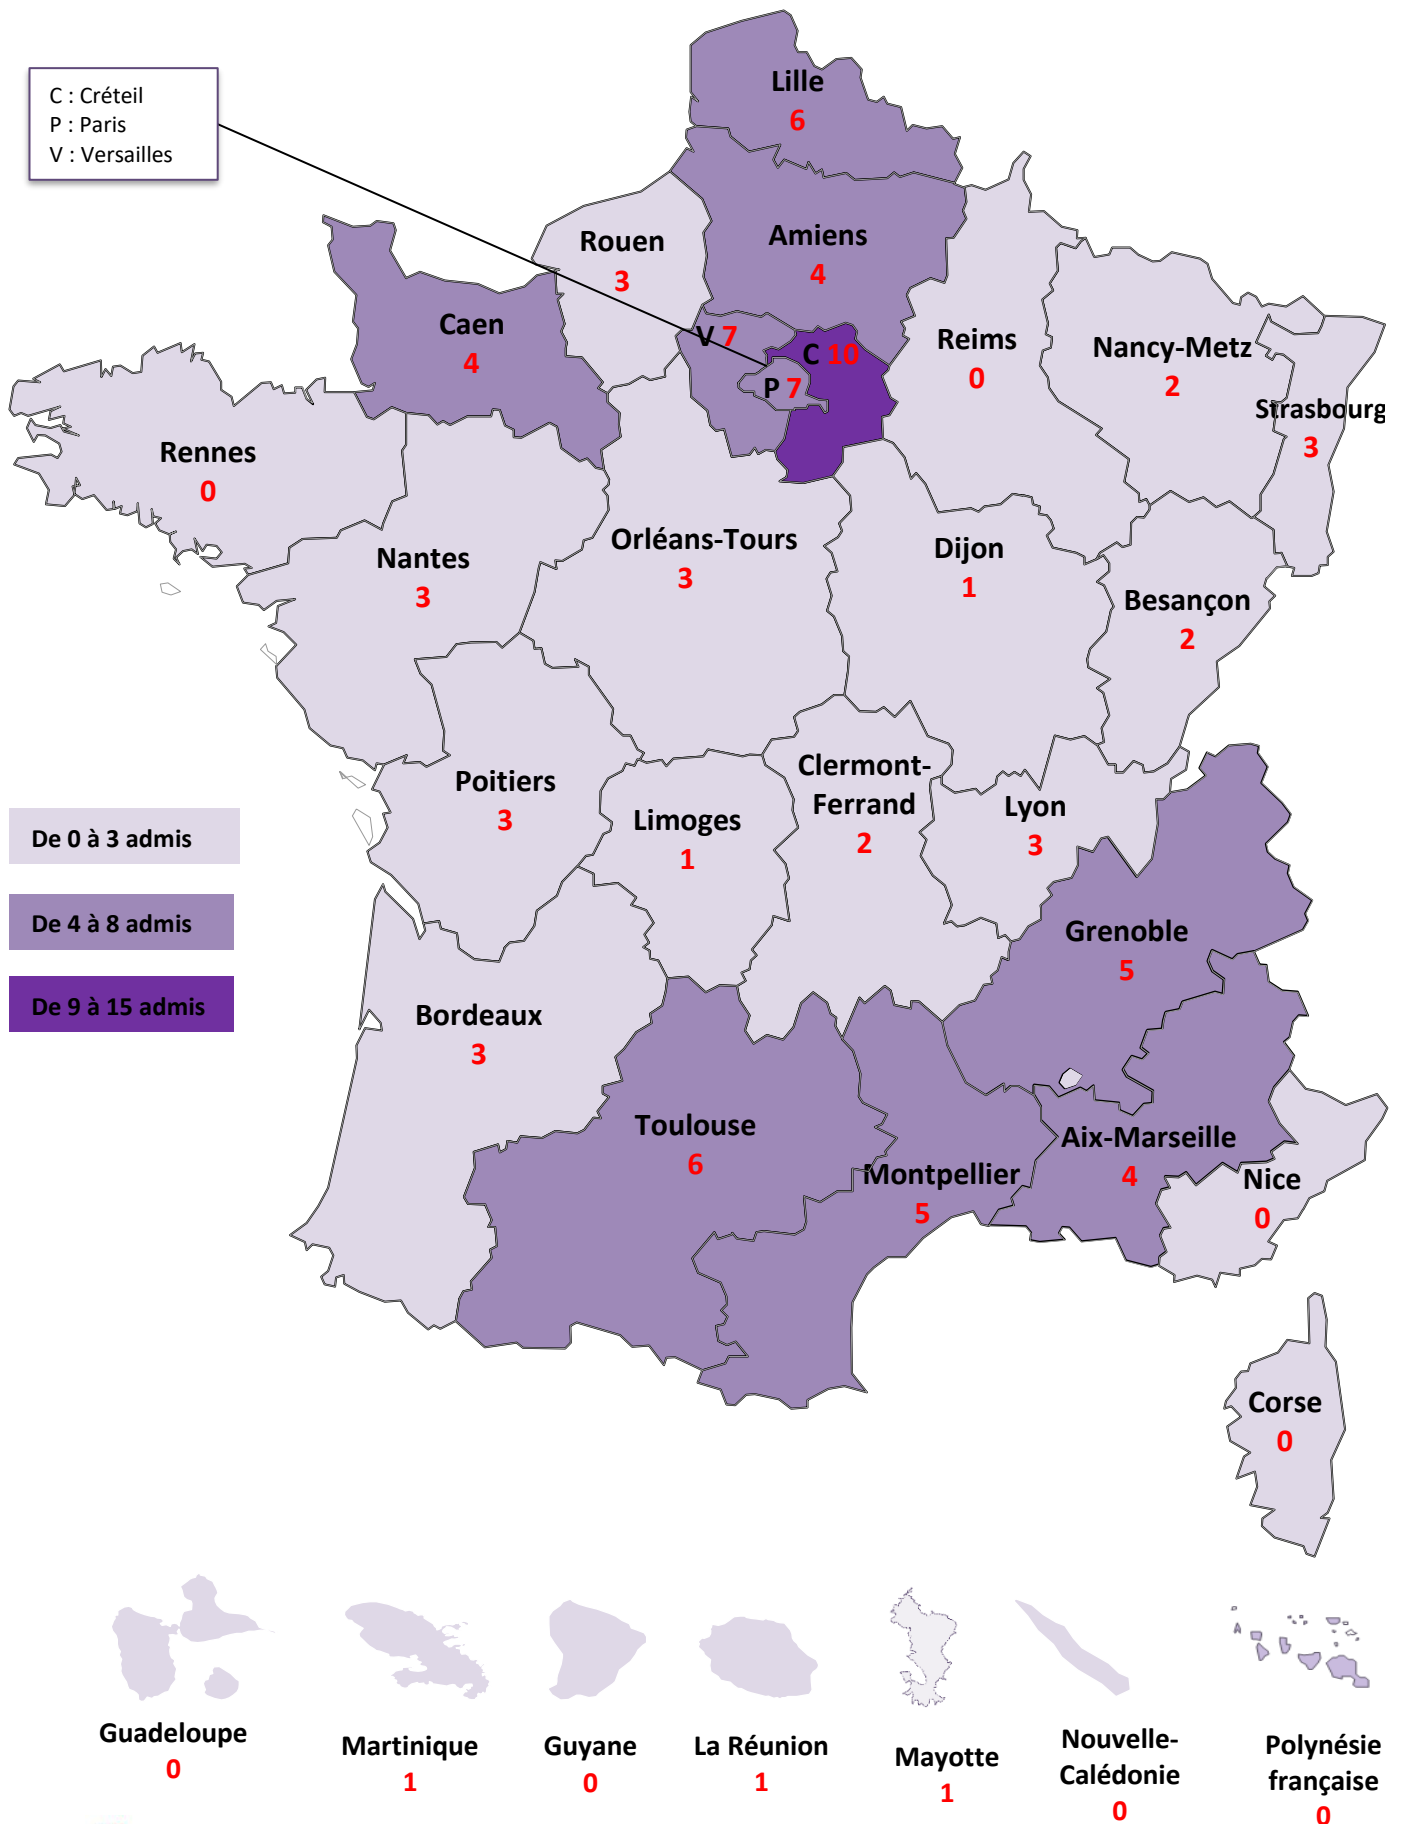 C : Créteil
P : Paris
V : Versailles
Lille
6
Rouen
3
Amiens
4
Caen
4
V 7
C 10
P 7
Reims
0
Nancy-Metz
2
Strasbourg
3
Rennes
0
Nantes
3
Orléans-Tours
3
Dijon
1
Besançon
2
Poitiers
3
Limoges
1
Clermont-
Ferrand
2
Lyon
3
De 0 à 3 admis
De 4 à 8 admis
De 9 à 15 admis
Grenoble
5
Bordeaux
3
Toulouse
6
Montpellier
5
Aix-Marseille
4
Nice
0
Corse
0
Guadeloupe
0
Martinique
1
Guyane
0
La Réunion
1
Mayotte
1
Nouvelle-
Calédonie
0
Polynésie
française
0